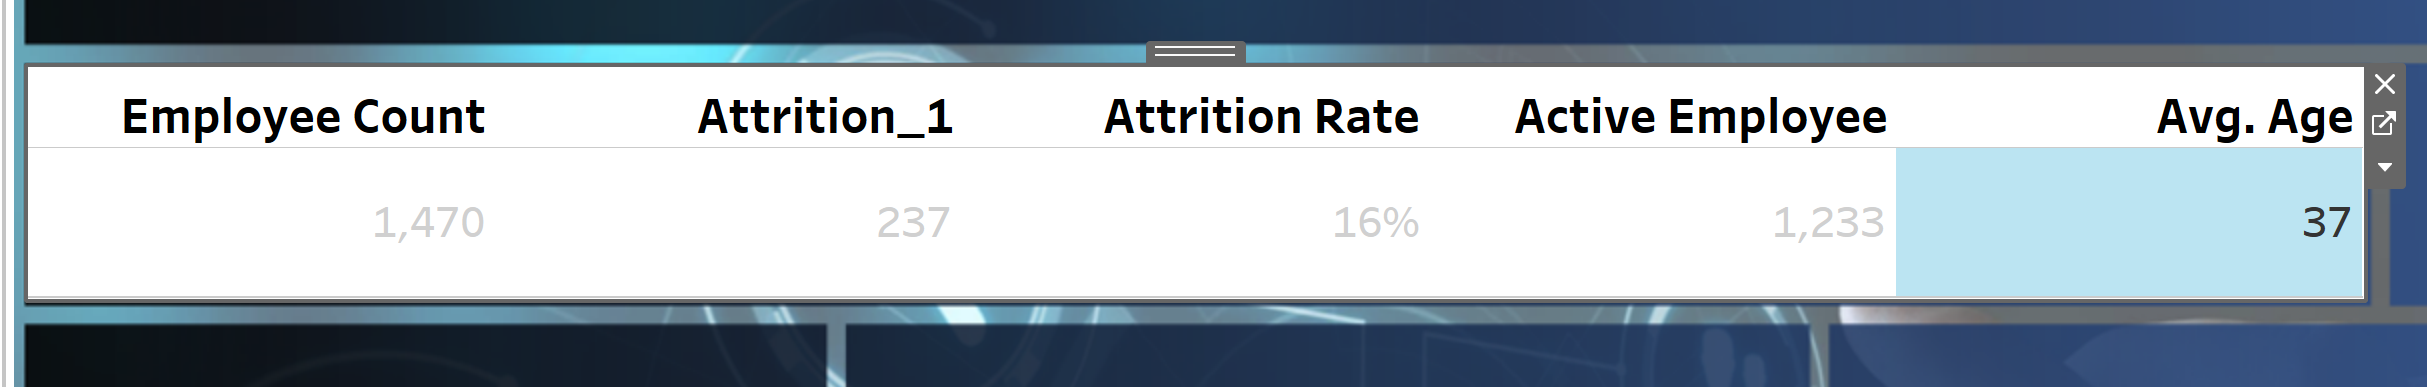 Employee Count Attrition_1 Attrition Rate Active Employee Avg. Age
1,470 237 16% 1,233 37